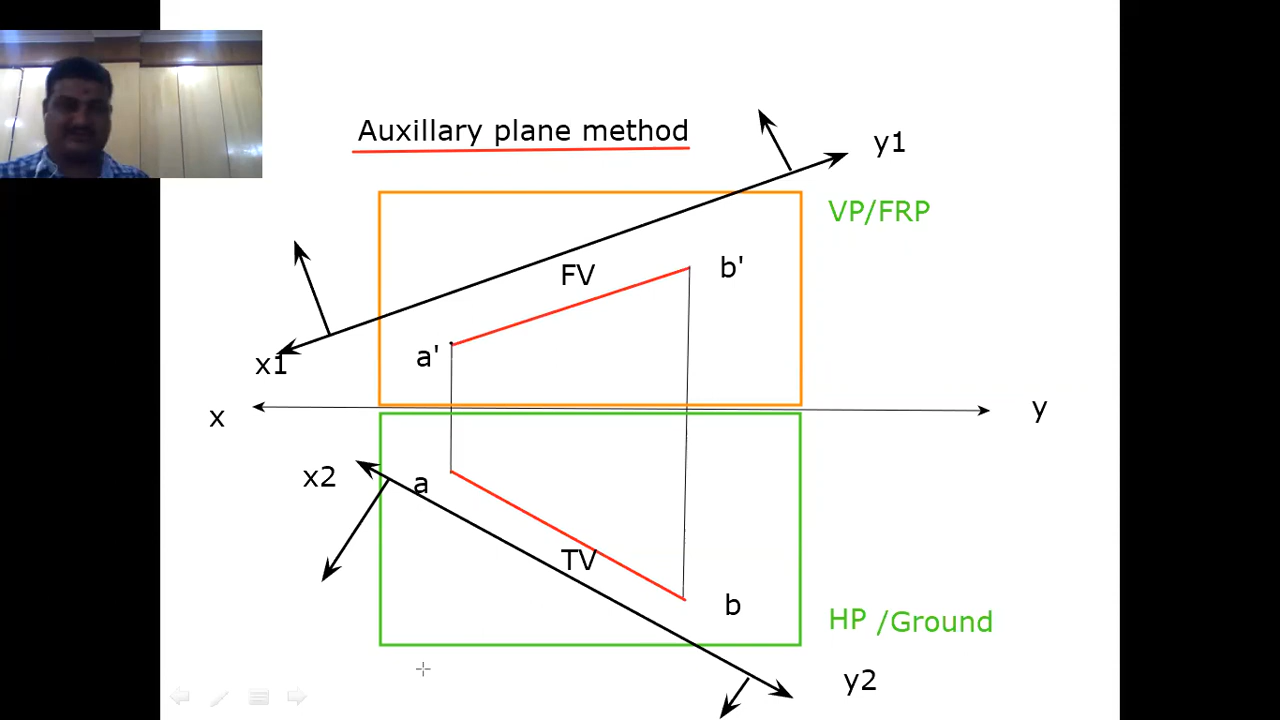 Auxillary plane method
y1
VP/FRP
FV
b'
a'
x1
x
y
x2
a
TV
b
HP /Ground
y2